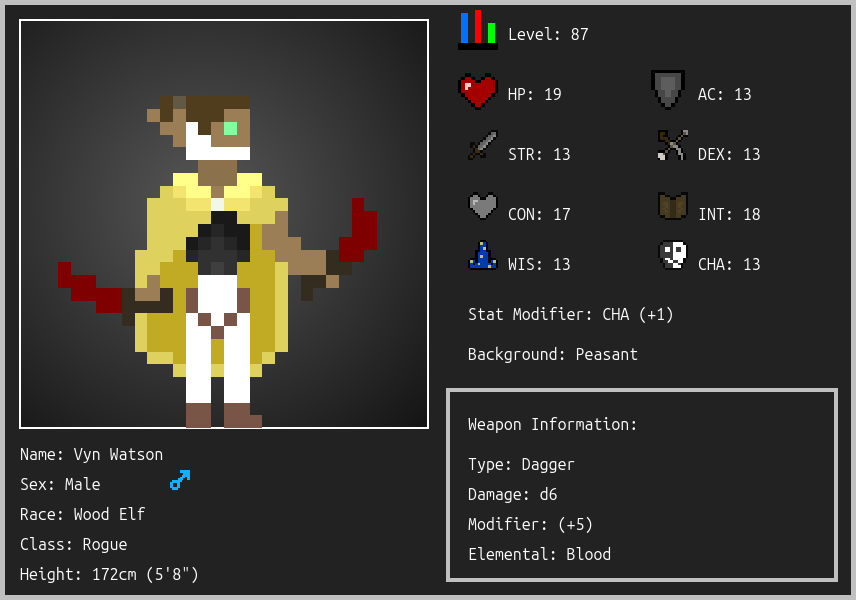 Level: 87
HP: 19
AC: 13
STR: 13
DEX: 13
CON: 17
INT: 18
WIS: 13
CHA: 13
Stat Modifier: CHA (+1)
Background: Peasant
Weapon Information:
Type: Dagger
Damage: d6
Modifier: (+5)
Elemental: Blood
Name: Vyn Watson
Sex: Male
Race: Wood Elf
Class: Rogue
Height: 172cm (5'8")